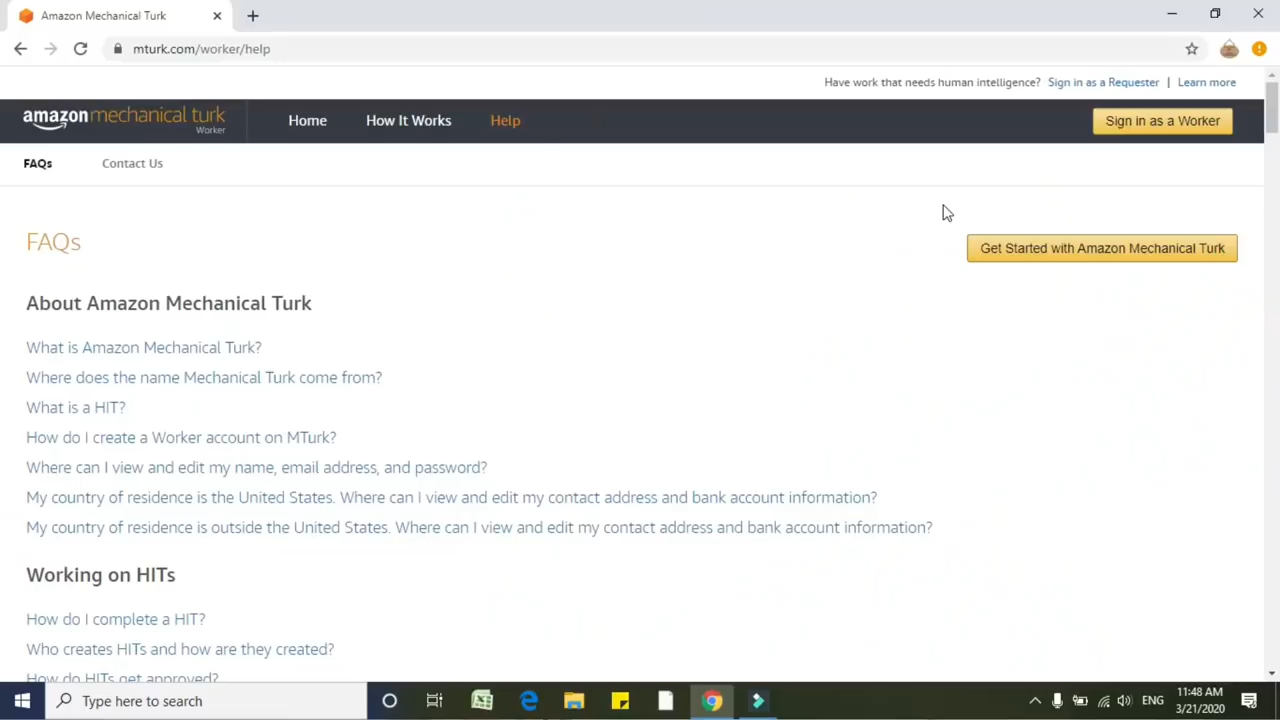 Amazon Mechanical Turk
mturk.com/worker/help
Have work that needs human intelligence? Sign in as a Requester | Learn more
amazon mechanical turk
Worker
Home
How It Works
Help
Sign in as a Worker
FAQs
Contact Us
FAQs
Get Started with Amazon Mechanical Turk
About Amazon Mechanical Turk
What is Amazon Mechanical Turk?
Where does the name Mechanical Turk come from?
What is a HIT?
How do I create a Worker account on MTurk?
Where can I view and edit my name, email address, and password?
My country of residence is the United States. Where can I view and edit my contact address and bank account information?
My country of residence is outside the United States. Where can I view and edit my contact address and bank account information?
Working on HITs
How do I complete a HIT?
Who creates HITs and how are they created?
How do HITs get approved?
Type here to search
ENG
11:48 AM
3/21/2020